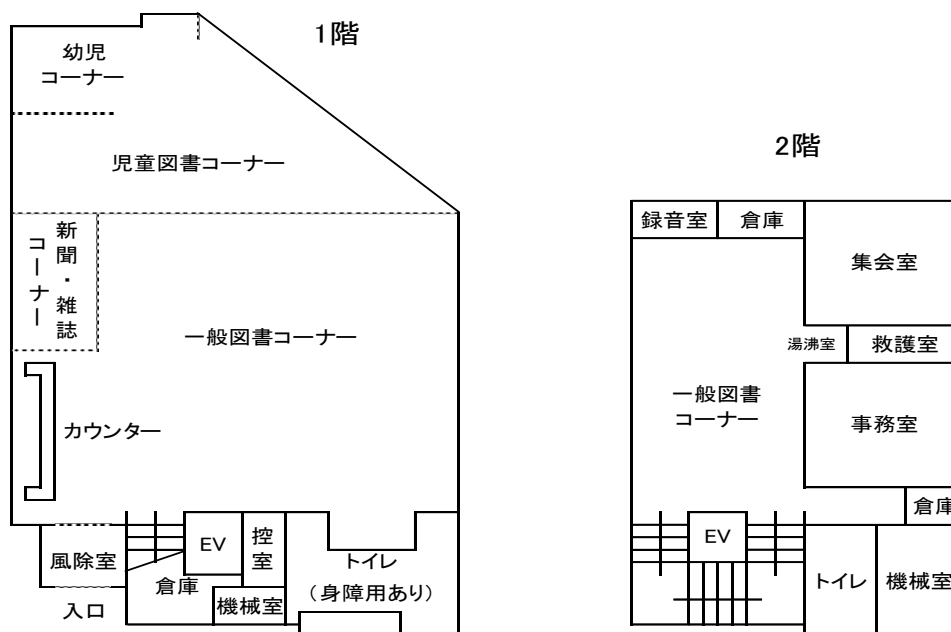 1階
幼児
コーナー
児童図書コーナー
新聞・雑誌
コーナー
一般図書コーナー
カウンター
風除室
入口
EV
控室
倉庫
機械室
トイレ
（身障用あり）
2階
録音室
倉庫
集会室
湯沸室
救護室
一般図書
コーナー
事務室
倉庫
EV
トイレ
機械室